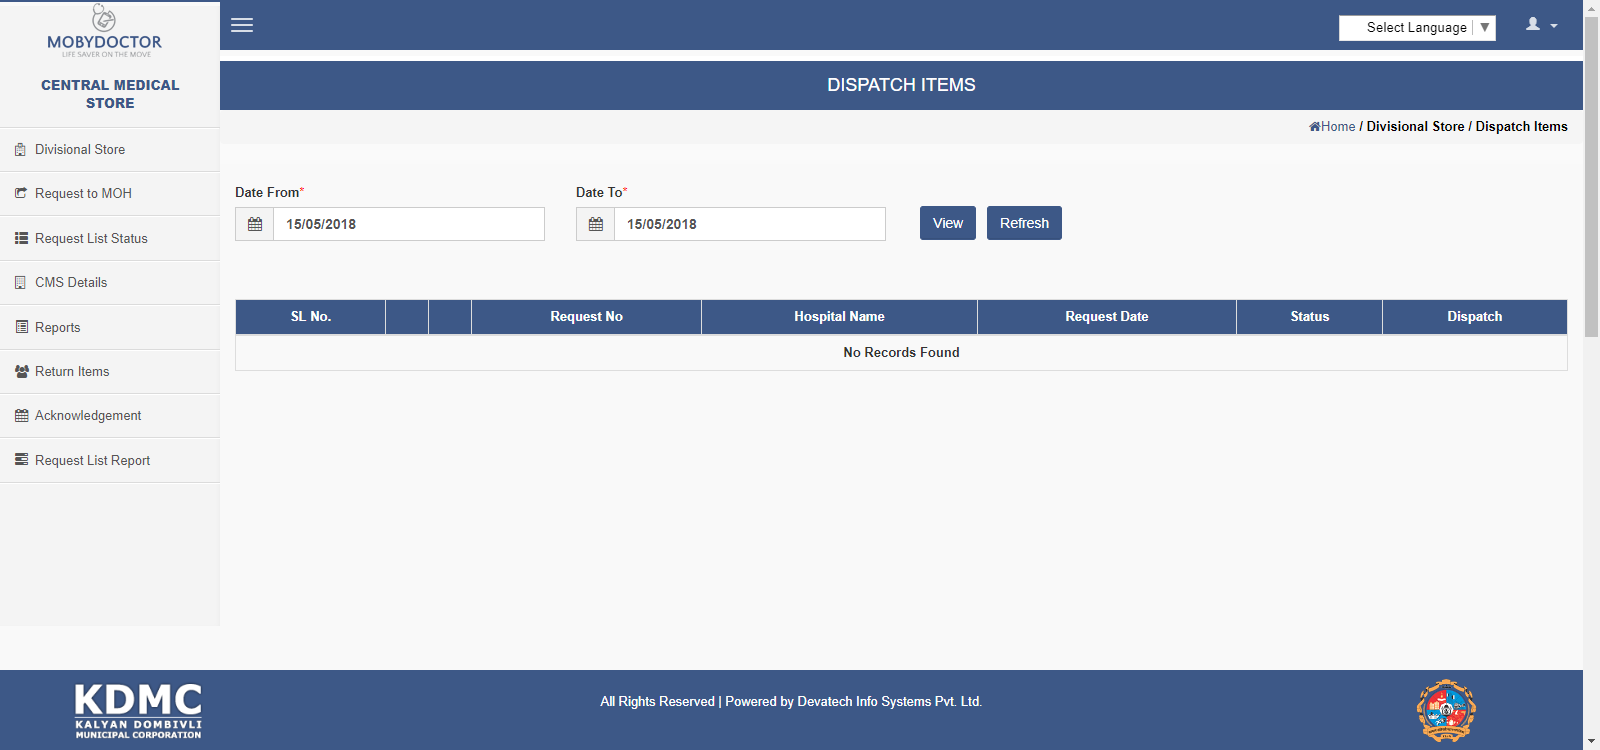 MOBYDOCTOR
LIFE SAVER ON THE MOVE
CENTRAL MEDICAL
STORE
Divisional Store
Request to MOH
Request List Status
CMS Details
Reports
Return Items
Acknowledgement
Request List Report
Select Language
DISPATCH ITEMS
Home / Divisional Store / Dispatch Items
Date From* Date To*
15/05/2018 15/05/2018 View Refresh
SL No. Request No Hospital Name Request Date Status Dispatch
No Records Found
KDMC
KALYAN DOMBIVLI
MUNICIPAL CORPORATION
All Rights Reserved | Powered by Devatech Info Systems Pvt. Ltd.